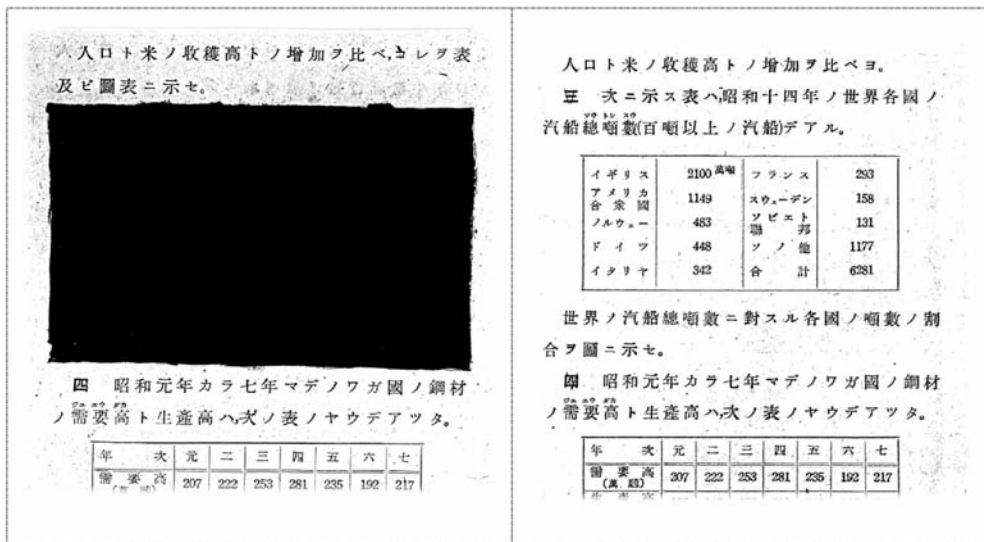 人口ト米ノ收穫高トノ增加ヲ比ベ,コレヲ表
及ビ圖表ニ示セ。
四 昭和元年カラ七年マデノワガ國ノ鋼材
ノ需要高ト生產高ハ,次ノ表ノヤウデアツタ。
年 次 元 二 三 四 五 六 七
需要高 207 222 253 281 235 192 217
人口ト米ノ收穫高トノ增加ヲ比ベヨ。
三 次ニ示ス表ハ,昭和十四年ノ世界各國ノ
汽船總噸數(百噸以上ノ汽船)デアル。
イギリス 2100萬噸 フランス 293
アメリカ合衆國 1149 スウェーデン 158
ノルウェー 483 ソビエト聯邦 131
ドイツ 448 ソノ他 1177
イタリヤ 342 合計 6281
世界ノ汽船總噸數ニ對スル各國ノ噸數ノ割
合ヲ圖ニ示セ。
四 昭和元年カラ七年マデノワガ國ノ鋼材
ノ需要高ト生產高ハ,次ノ表ノヤウデアツタ。
年 次 元 二 三 四 五 六 七
需要高(萬噸) 207 222 253 281 235 192 217